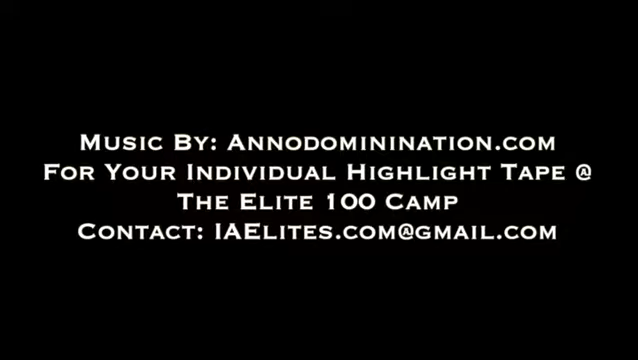 Music By: Annodominination.com
For Your Individual Highlight Tape @
The Elite 100 Camp
Contact: IAElites.com@gmail.com